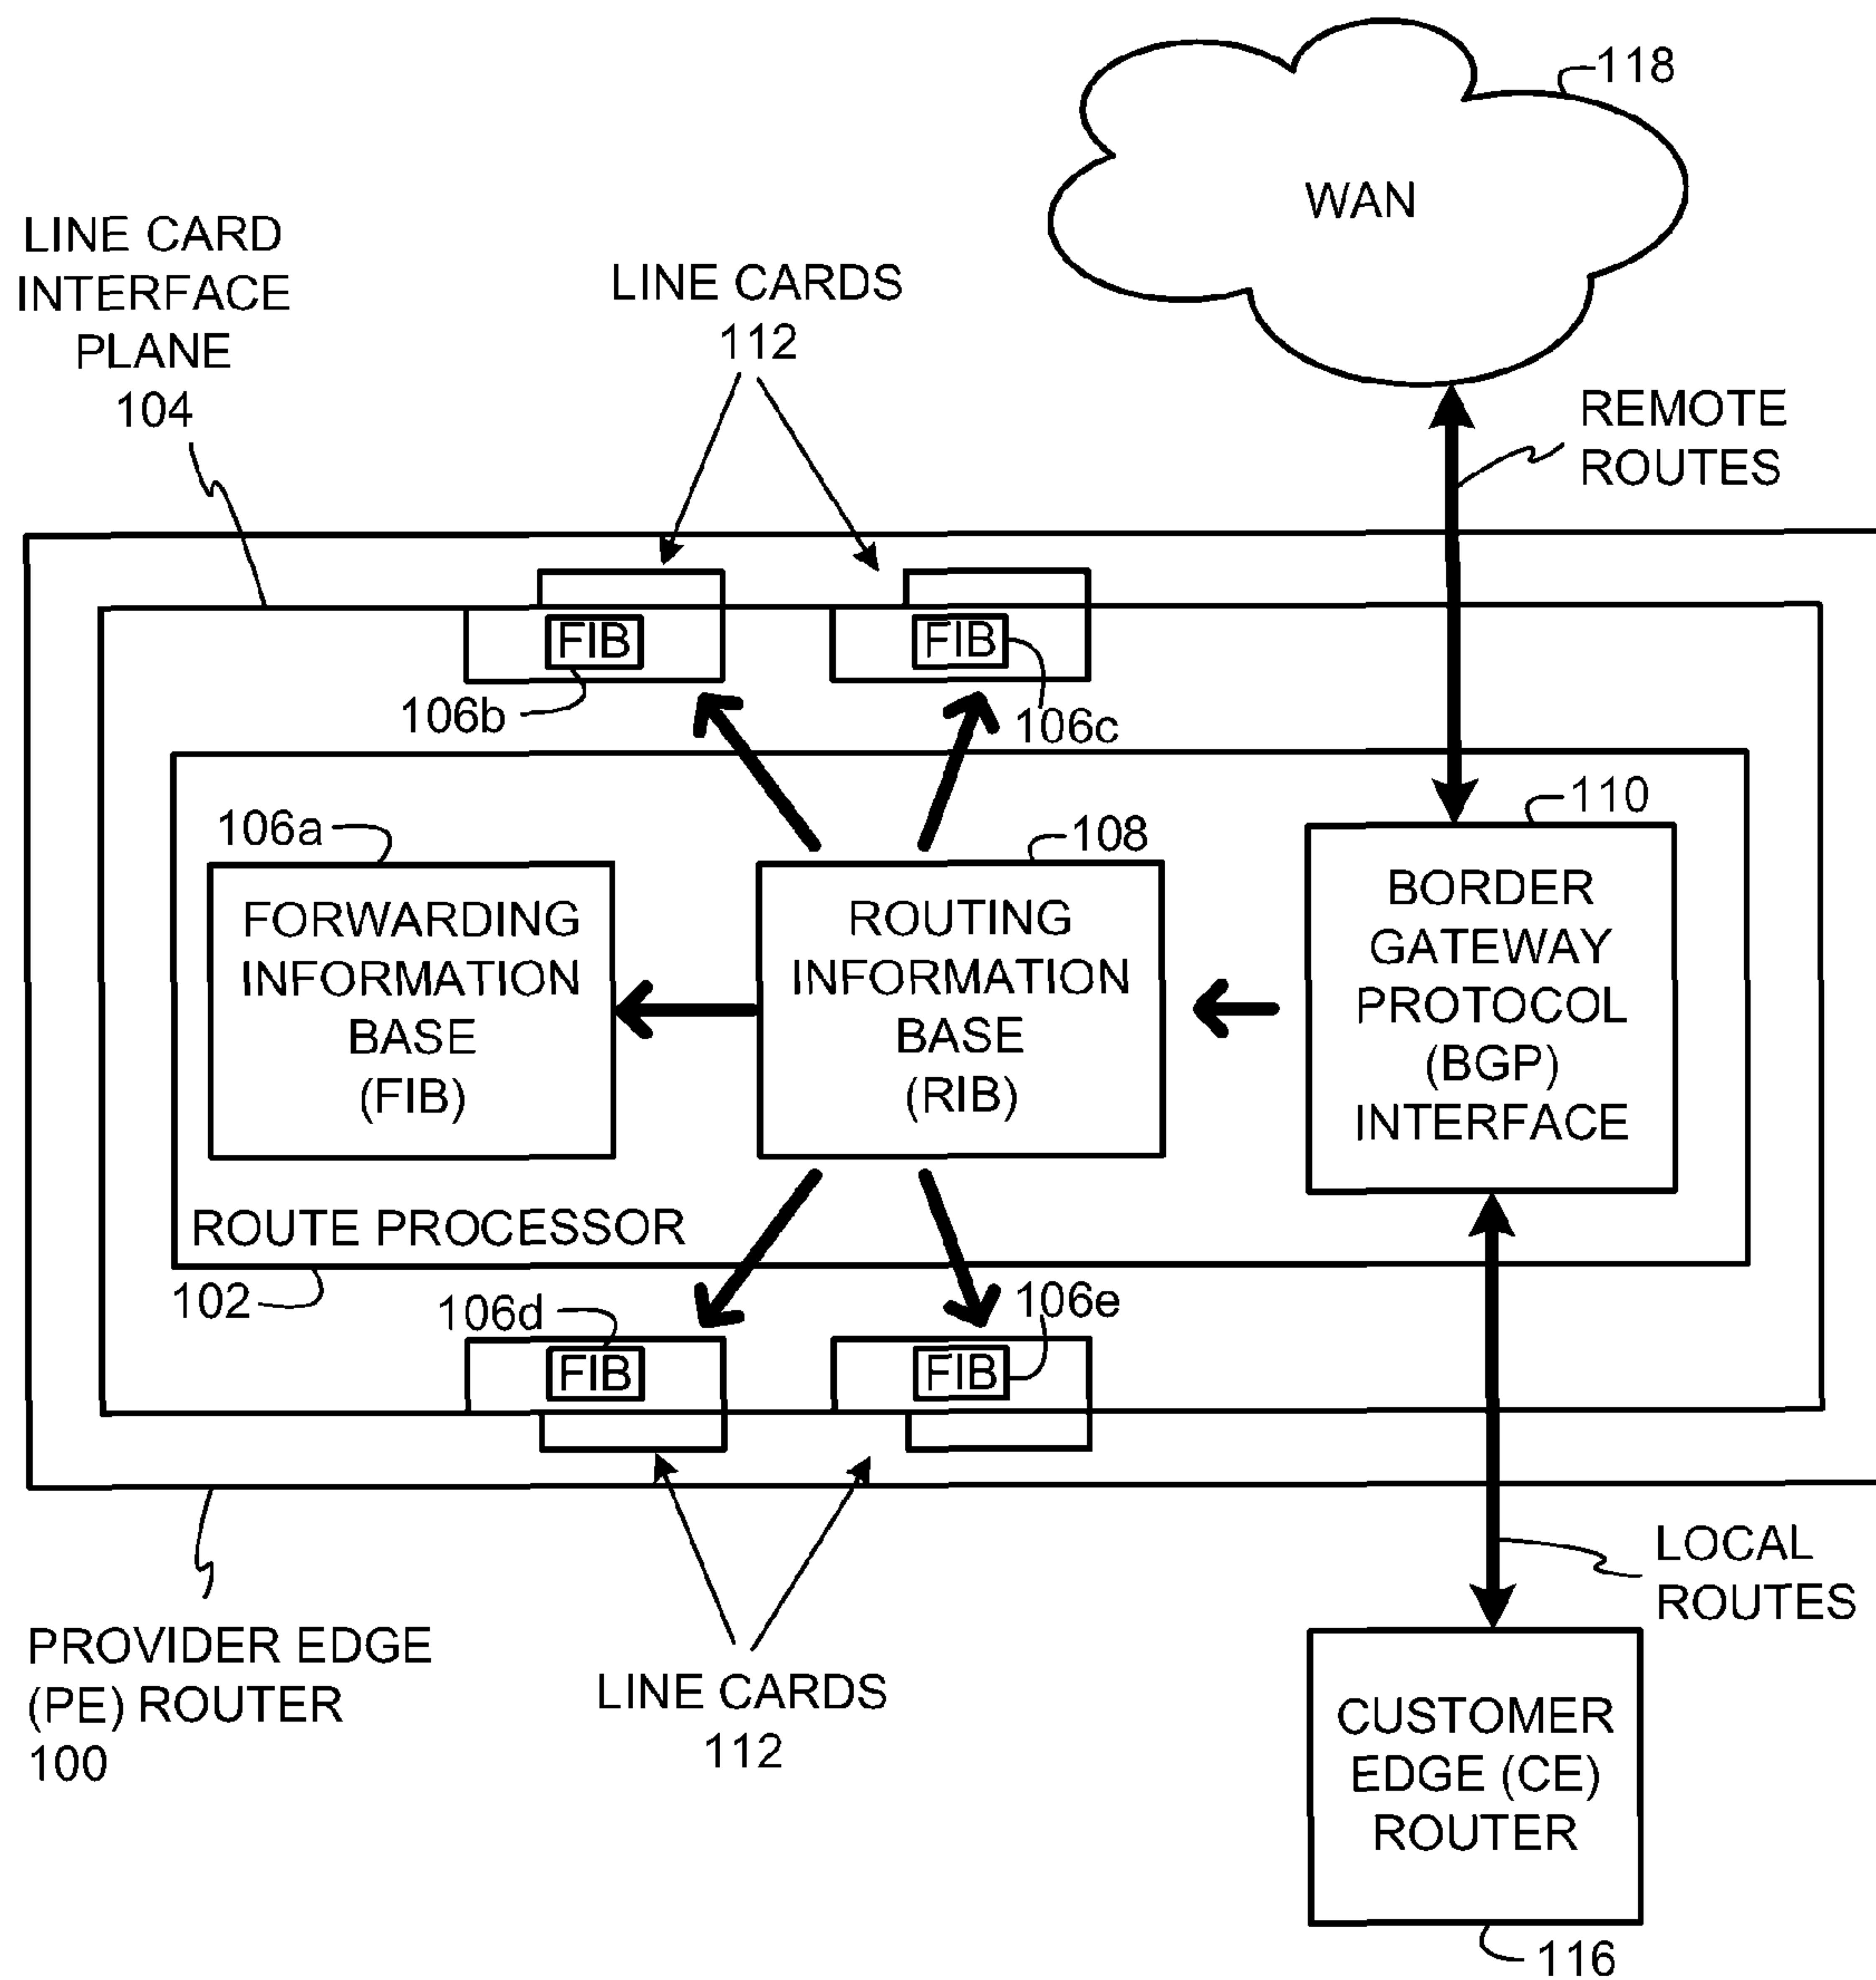 118
WAN
LINE CARD
INTERFACE
PLANE
104
LINE CARDS
112
REMOTE
ROUTES
FIB
FIB
106b
106c
106a
108
110
FORWARDING
INFORMATION
BASE
(FIB)
ROUTING
INFORMATION
BASE
(RIB)
BORDER
GATEWAY
PROTOCOL
(BGP)
INTERFACE
ROUTE PROCESSOR
102
106d
106e
FIB
FIB
LOCAL
ROUTES
PROVIDER EDGE
(PE) ROUTER
100
LINE CARDS
112
CUSTOMER
EDGE (CE)
ROUTER
116